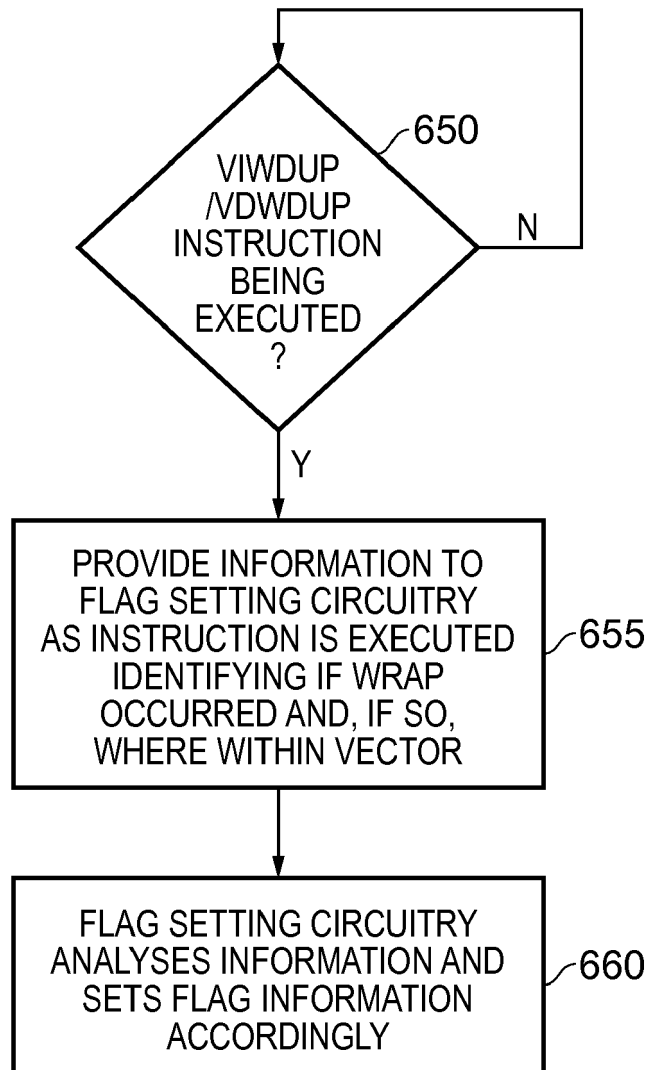 650
VIWDUP
/VDWDUP
INSTRUCTION
BEING
EXECUTED
?
N
Y
PROVIDE INFORMATION TO
FLAG SETTING CIRCUITRY
AS INSTRUCTION IS EXECUTED
IDENTIFYING IF WRAP
OCCURRED AND, IF SO,
WHERE WITHIN VECTOR
655
FLAG SETTING CIRCUITRY
ANALYSES INFORMATION AND
SETS FLAG INFORMATION
ACCORDINGLY
660